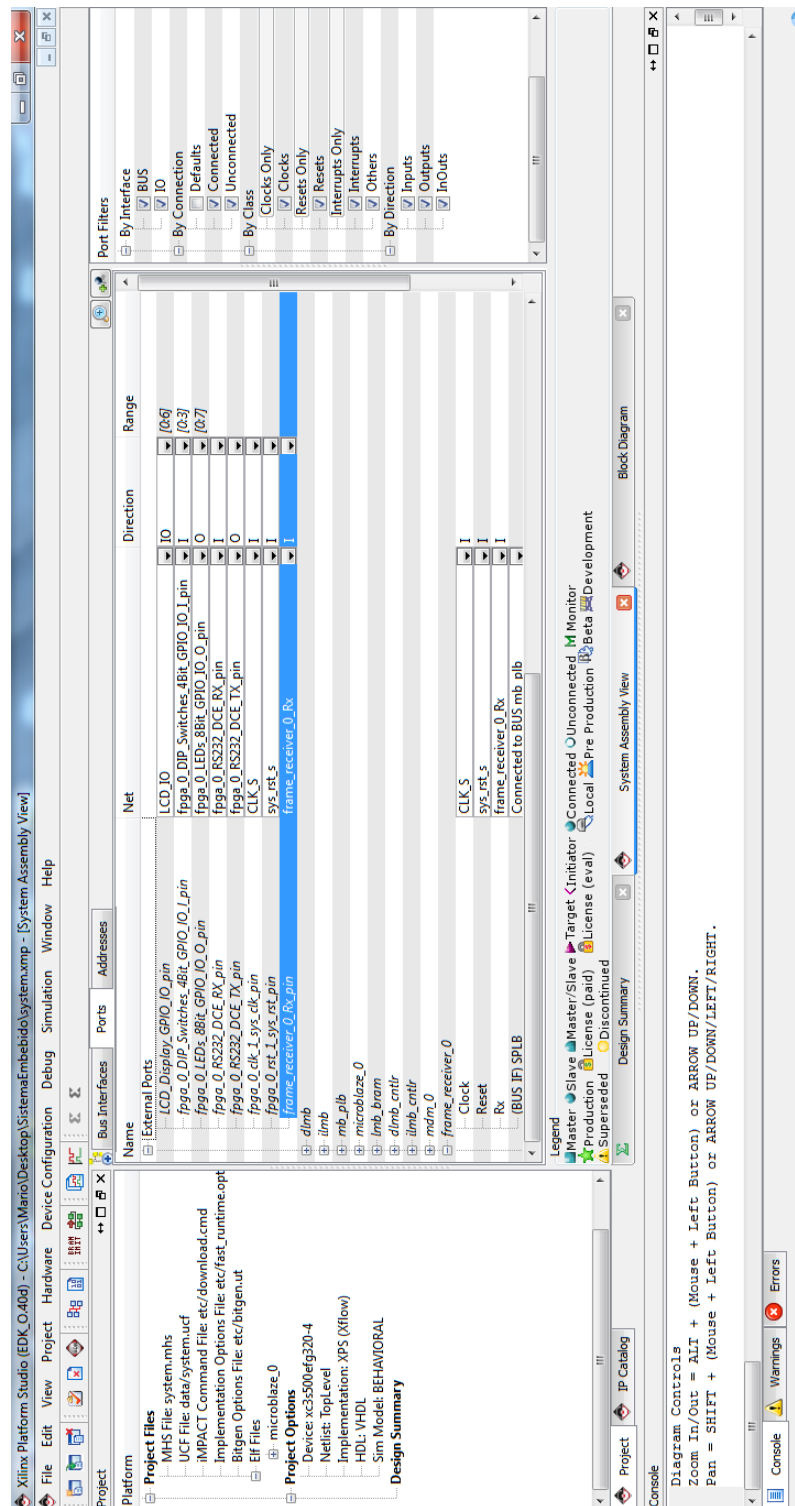 Xilinx Platform Studio (EDK_O.40d) - C:\Users\Mario\Desktop\SistemaEmbebido\system.xmp - [System Assembly View]
File Edit View Project Hardware Device Configuration Debug Simulation Window Help
BRAM INIT
Project
Platform
Project Files
MHS File: system.mhs
UCF File: data/system.ucf
iMPACT Command File: etc/download.cmd
Implementation Options File: etc/fast_runtime.opt
Bitgen Options File: etc/bitgen.ut
Elf Files
microblaze_0
Project Options
Device: xc3s500efg320-4
Netlist: TopLevel
Implementation: XPS (Xflow)
HDL: VHDL
Sim Model: BEHAVIORAL
Design Summary
Project IP Catalog
Bus Interfaces Ports Addresses
Name Net Direction Range
External Ports
LCD_Display_GPIO_IO_pin LCD_IO IO [0:6]
fpga_0_DIP_Switches_4Bit_GPIO_IO_I_pin fpga_0_DIP_Switches_4Bit_GPIO_IO_I_pin I [0:3]
fpga_0_LEDs_8Bit_GPIO_IO_O_pin fpga_0_LEDs_8Bit_GPIO_IO_O_pin O [0:7]
fpga_0_RS232_DCE_RX_pin fpga_0_RS232_DCE_RX_pin I
fpga_0_RS232_DCE_TX_pin fpga_0_RS232_DCE_TX_pin O
fpga_0_clk_1_sys_clk_pin CLK_S I
fpga_0_rst_1_sys_rst_pin sys_rst_s I
frame_receiver_0_Rx_pin frame_receiver_0_Rx I
dlmb
ilmb
mb_plb
microblaze_0
lmb_bram
dlmb_cntlr
ilmb_cntlr
mdm_0
frame_receiver_0
Clock CLK_S I
Reset sys_rst_s I
Rx frame_receiver_0_Rx I
(BUS IF) SPLB Connected to BUS mb_plb
Legend
Master Slave Master/Slave Target Initiator Connected Unconnected M Monitor
Production License (paid) License (eval) Local Pre Production Beta Development
Superseded Discontinued
Design Summary System Assembly View Block Diagram
Port Filters
By Interface
BUS
IO
By Connection
Defaults
Connected
Unconnected
By Class
Clocks Only
Clocks
Resets Only
Resets
Interrupts Only
Interrupts
Others
By Direction
Inputs
Outputs
InOuts
Console
Diagram Controls
Zoom In/Out = ALT + (Mouse + Left Button) or ARROW UP/DOWN.
Pan = SHIFT + (Mouse + Left Button) or ARROW UP/DOWN/LEFT/RIGHT.
Console Warnings Errors